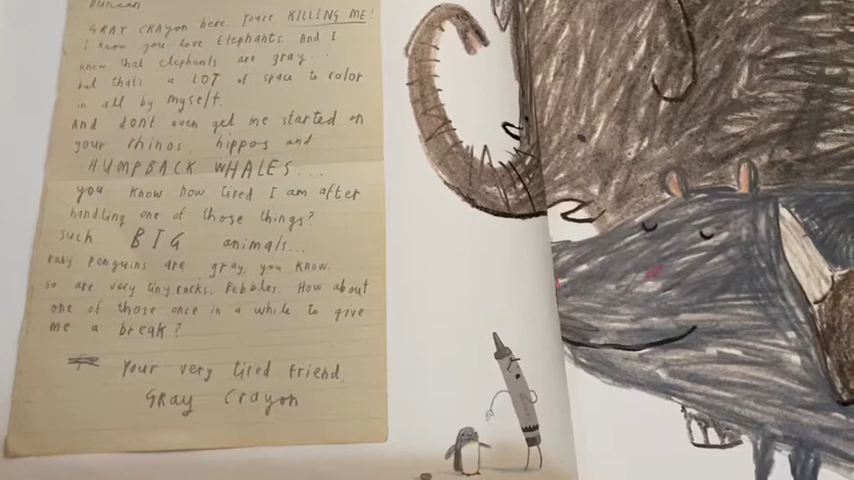 Duncan
GRAY CRAyon here. You're KILLING ME!
I know you love Elephants. And I
know that elephants are gray...
but thats a LOT of space to color
in all by myself.
And don't even get me started on
your rhinos, hippos and
HUMPBACK WHALES...
you know how tired I am after
handling one of those things?
such BIG animals...
Baby penguins are gray, you know.
so are very tiny rocks. Pebbles. How about
one of those once in a while to give
me a break?
Your very tired friend,
Gray Crayon